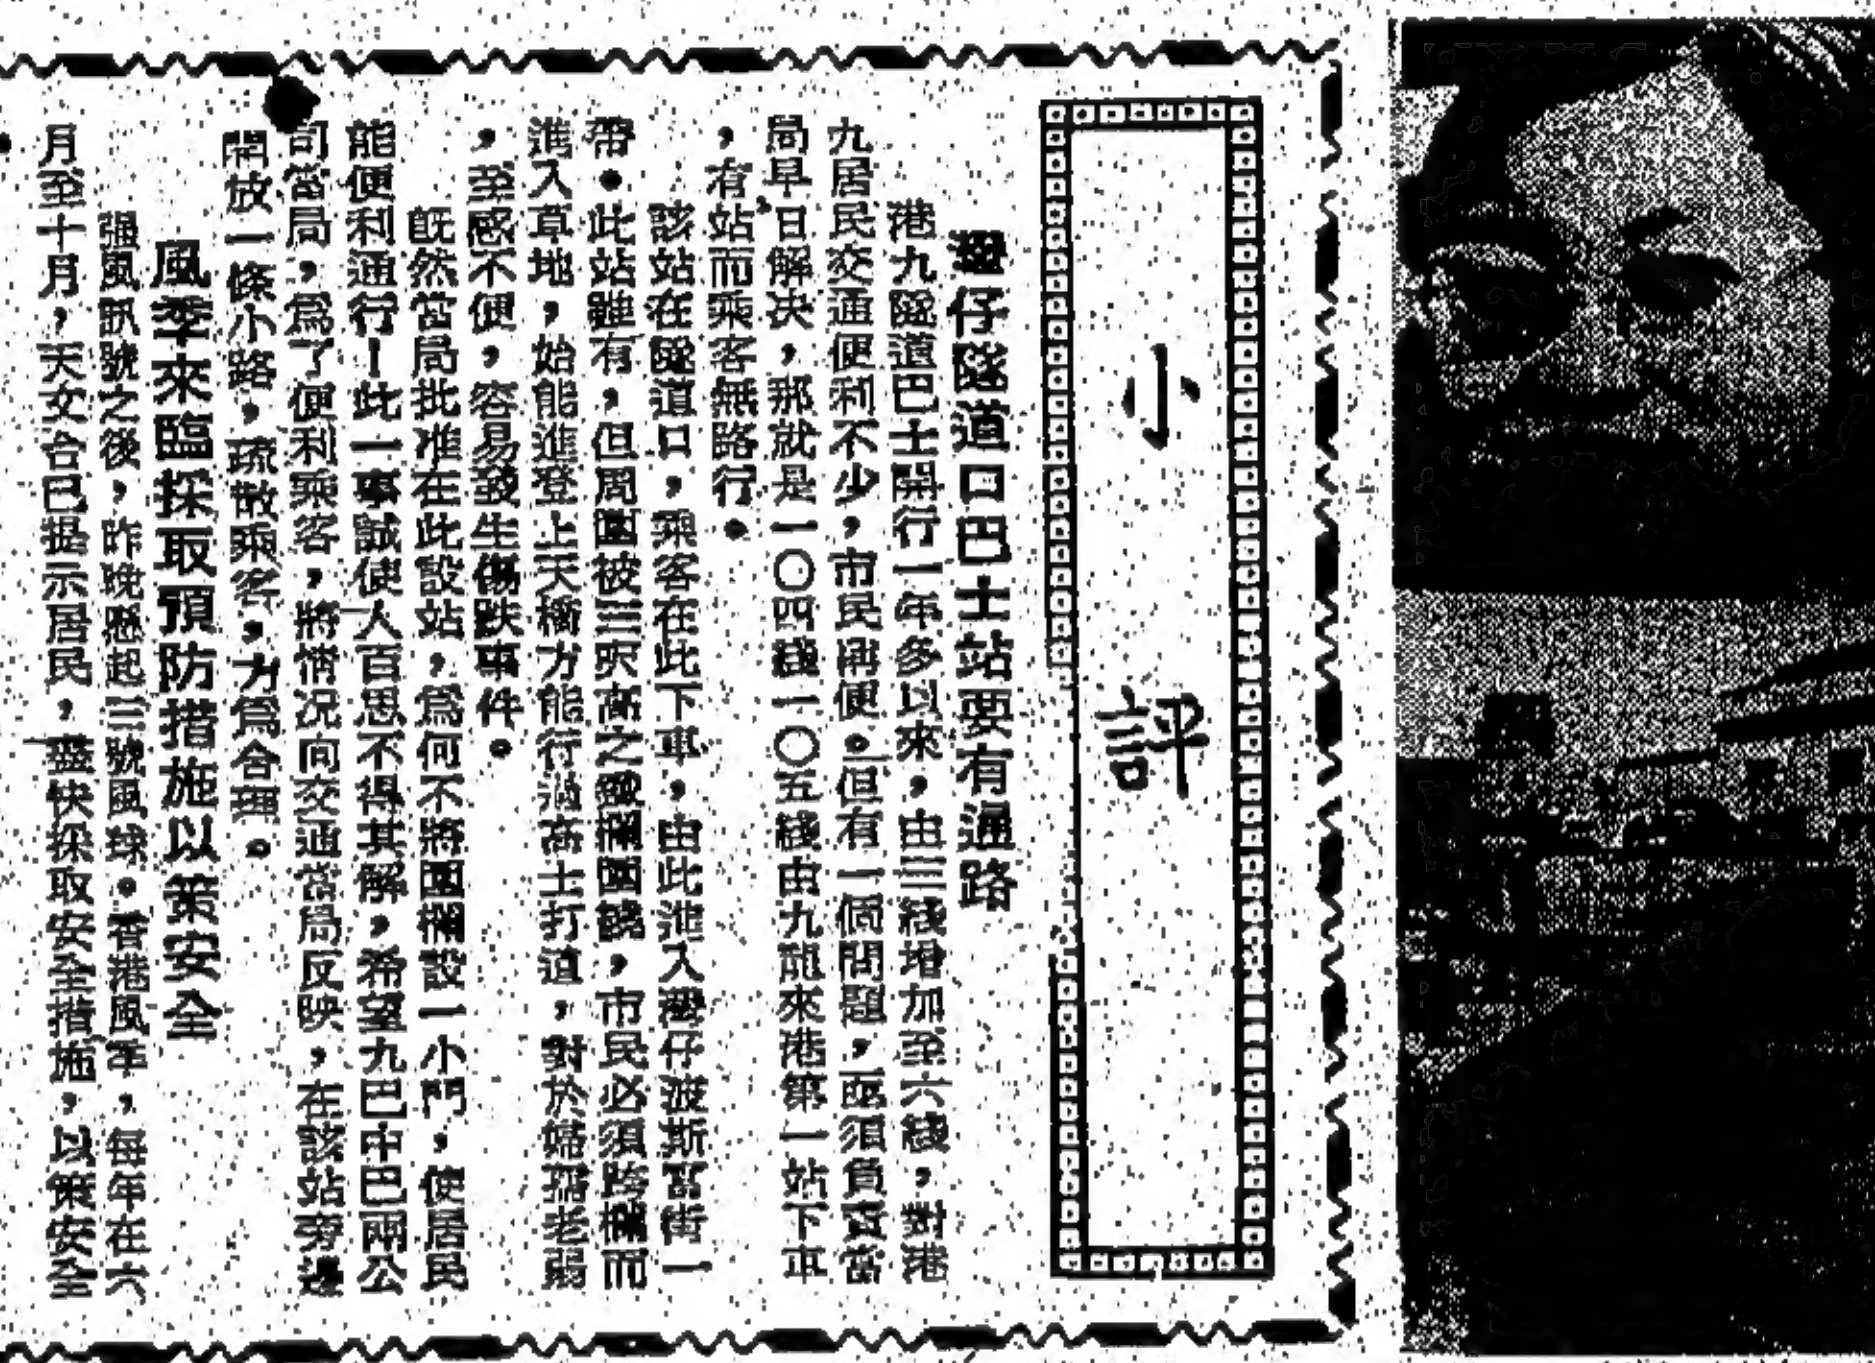 小評
灣仔隧道口巴士站要有通路
港九隧道巴士開行一年多以來，由三綫增加至六綫，對港
九居民交通便利不少，市民稱便。但有一個問題，亟須負責當
局早日解决，那就是一〇四綫一〇五綫由九龍來港第一站下車
，有站而乘客無路行。
該站在隧道口，乘客在此下車，由此進入灣仔波斯富街一
帶。此站雖有，但周圍被三呎高之鐵欄圍繞，市民必須跨欄而
進入草地，始能進登上天橋方能行過高士打道，對於婦孺老弱
，至感不便，容易發生傷跌事件。
旣然當局批准在此設站，爲何不將圍欄設一小門，使居民
能便利通行—此一事誠使人百思不得其解，希望九巴中巴兩公
司當局，爲了便利乘客，將情况向交通當局反映，在該站旁邊
開放一條小路，疏散乘客，方爲合理。
風季來臨採取預防措施以策安全
强風訊號之後，昨晚懸起三號風球。香港風季，每年在六
月至十月，天文台已提示居民，盡快採取安全措施，以策安全
。